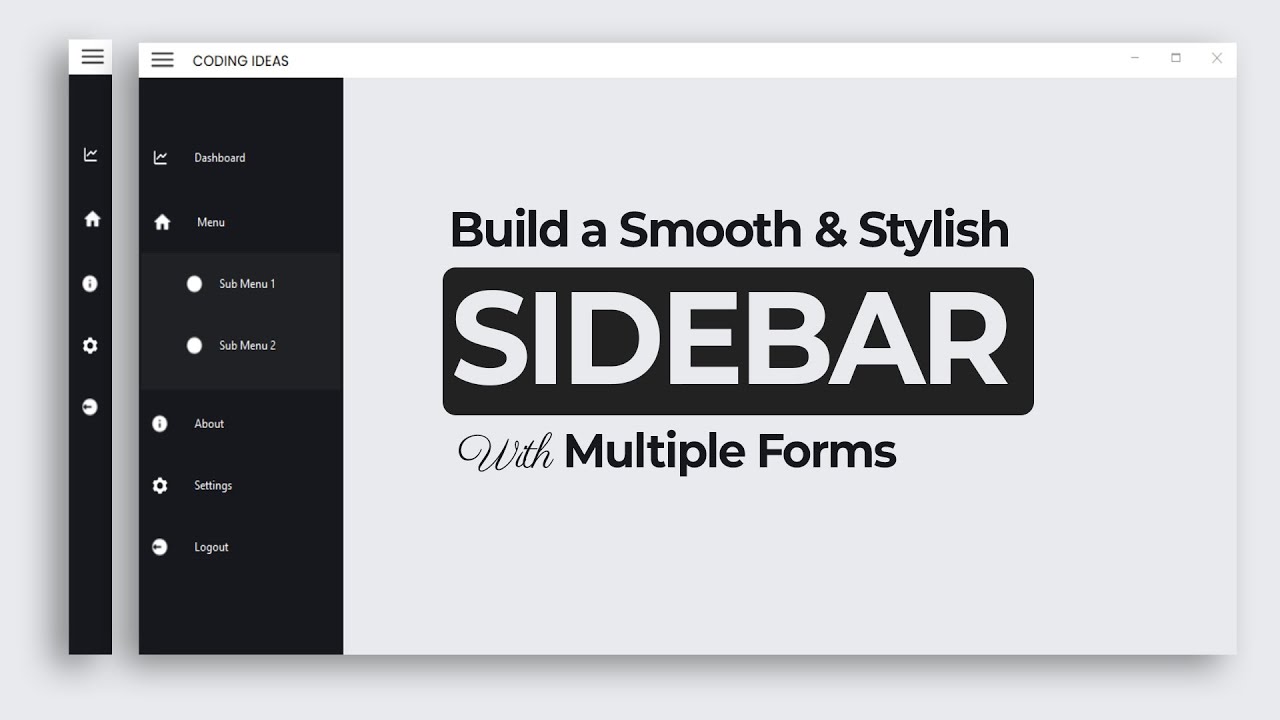 CODING IDEAS
Dashboard
Menu
Sub Menu 1
Sub Menu 2
About
Settings
Logout
Build a Smooth & Stylish
SIDEBAR
With Multiple Forms